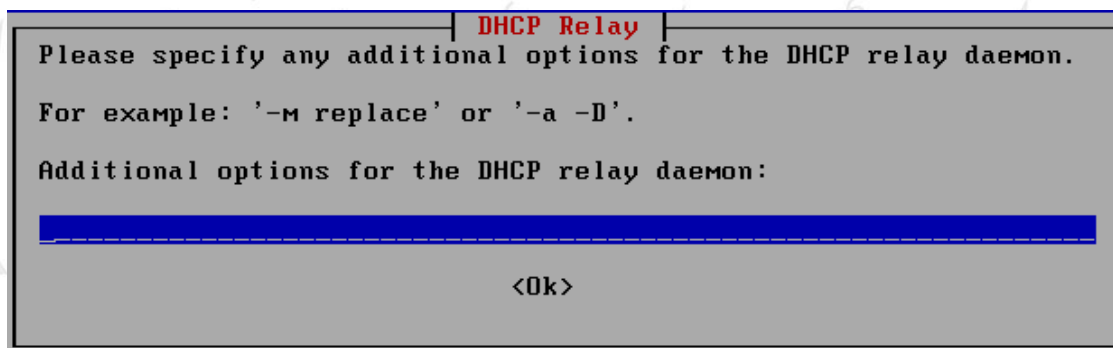 DHCP Relay
Please specify any additional options for the DHCP relay daemon.
For example: '-m replace' or '-a -D'.
Additional options for the DHCP relay daemon:
<Ok>